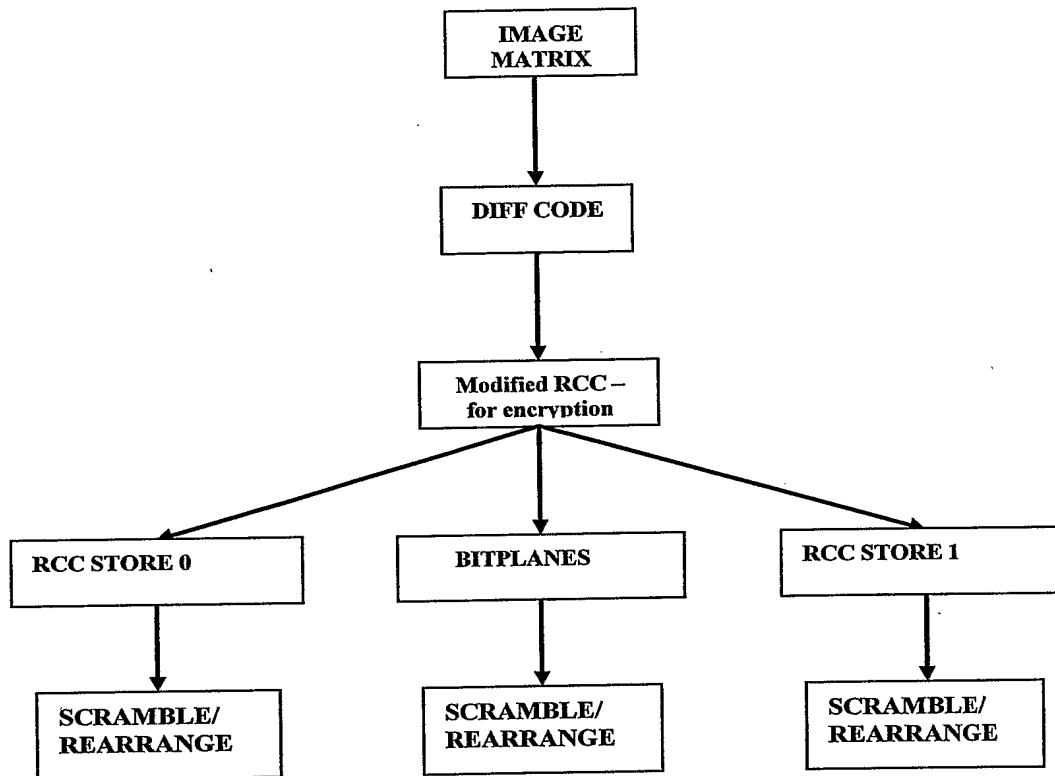 IMAGE
MATRIX
DIFF CODE
Modified RCC –
for encryption
RCC STORE 0
BITPLANES
RCC STORE 1
SCRAMBLE/
REARRANGE
SCRAMBLE/
REARRANGE
SCRAMBLE/
REARRANGE